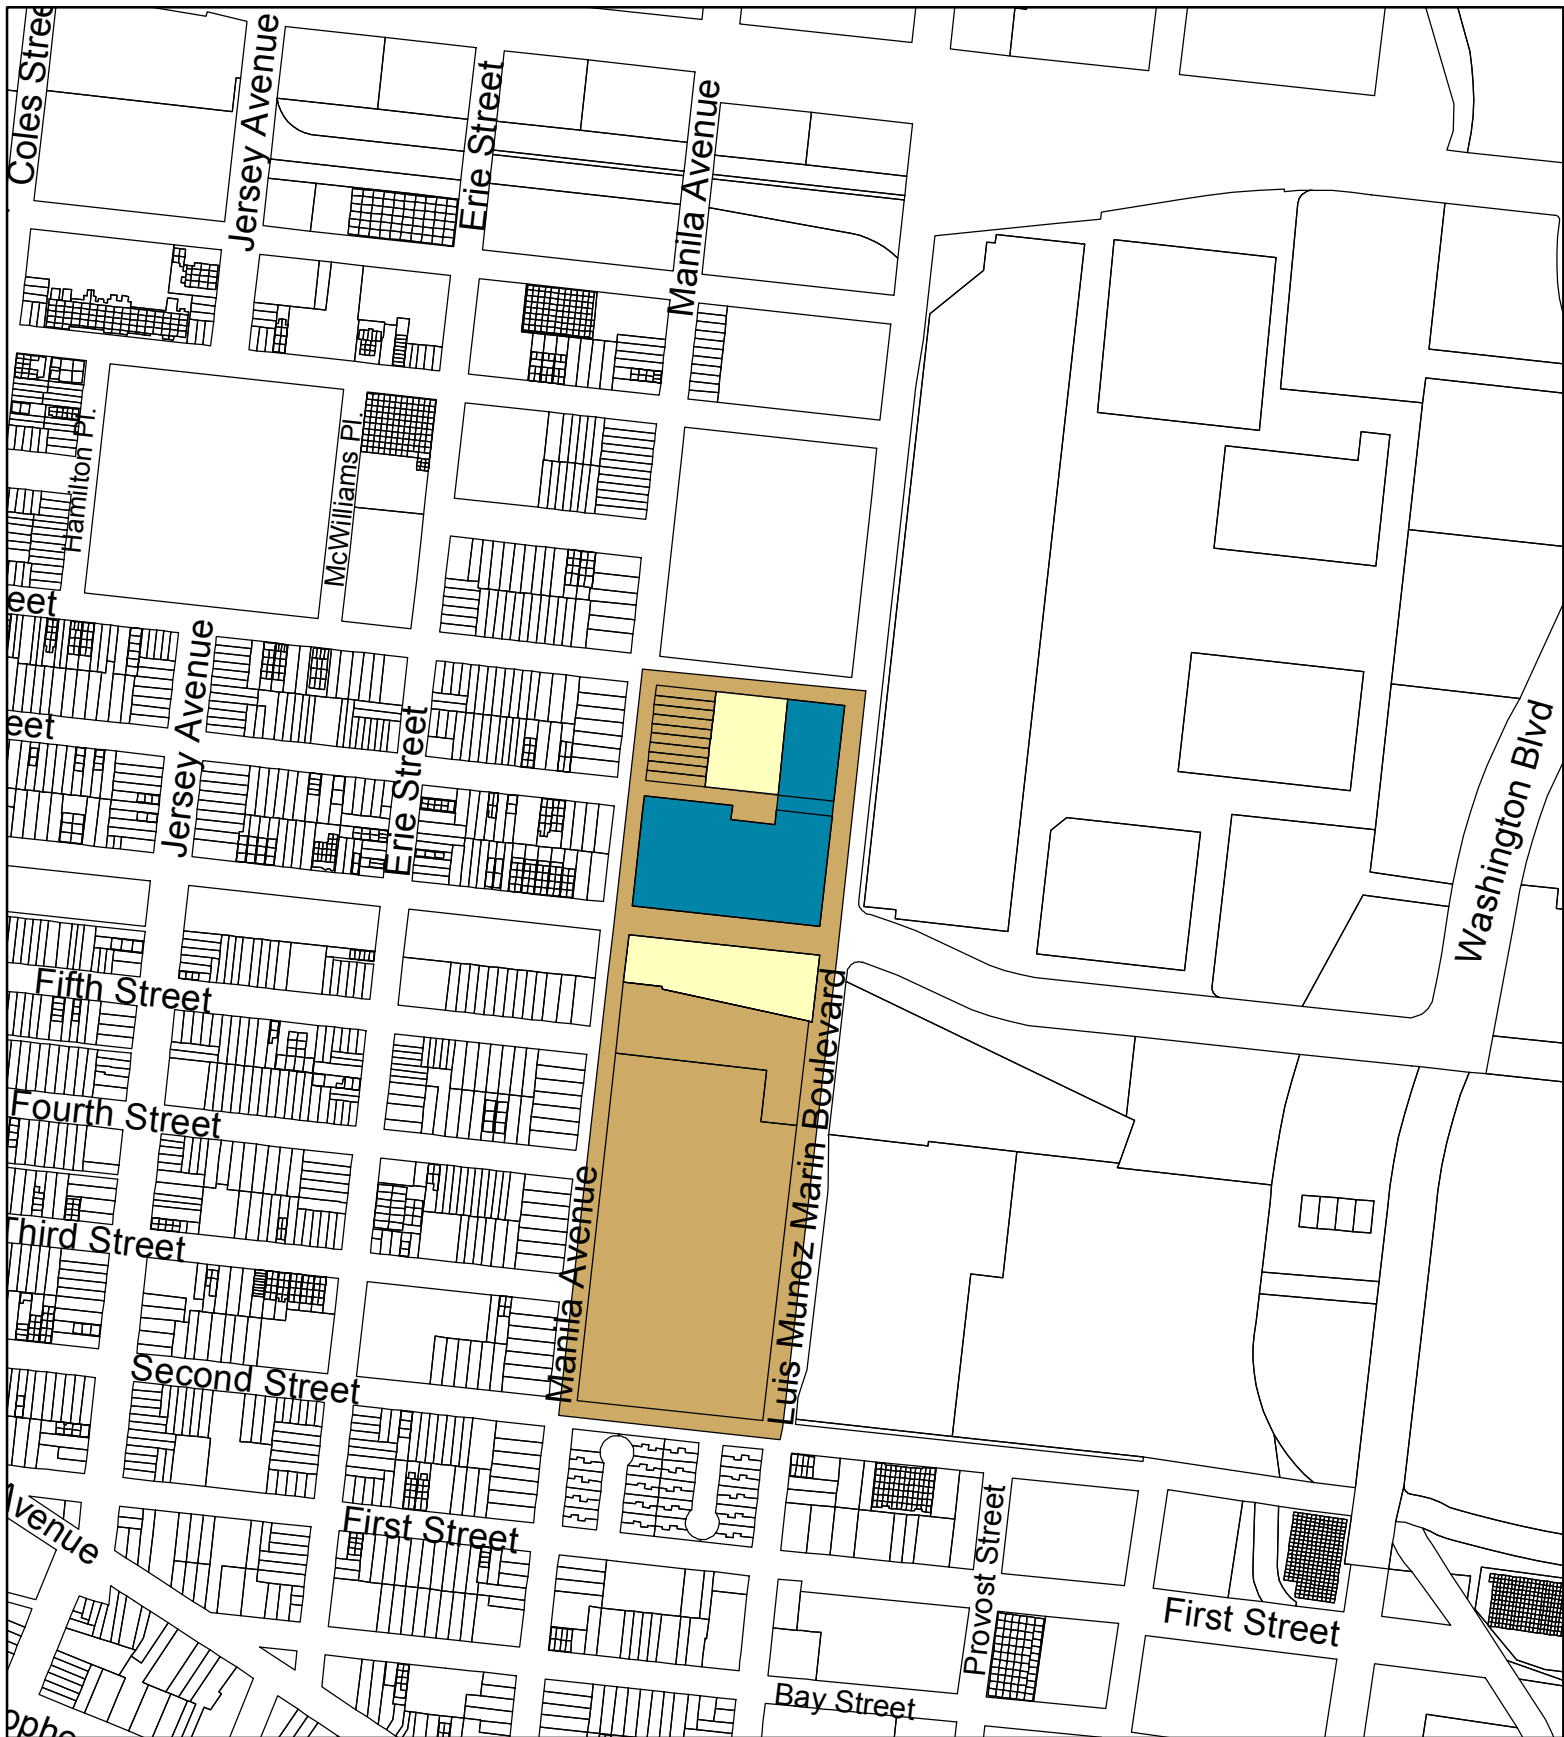 Coles Stree
Jersey Avenue
Erie Street
Manila Avenue
Hamilton Pl.
McWilliams Pl.
eet
Jersey Avenue
eet
Erie Street
Washington Blvd
Fifth Street
Luis Munoz Marin Boulevard
Fourth Street
Manila Avenue
Third Street
Second Street
Avenue
First Street
Provost Street
First Street
Bay Street
ophe